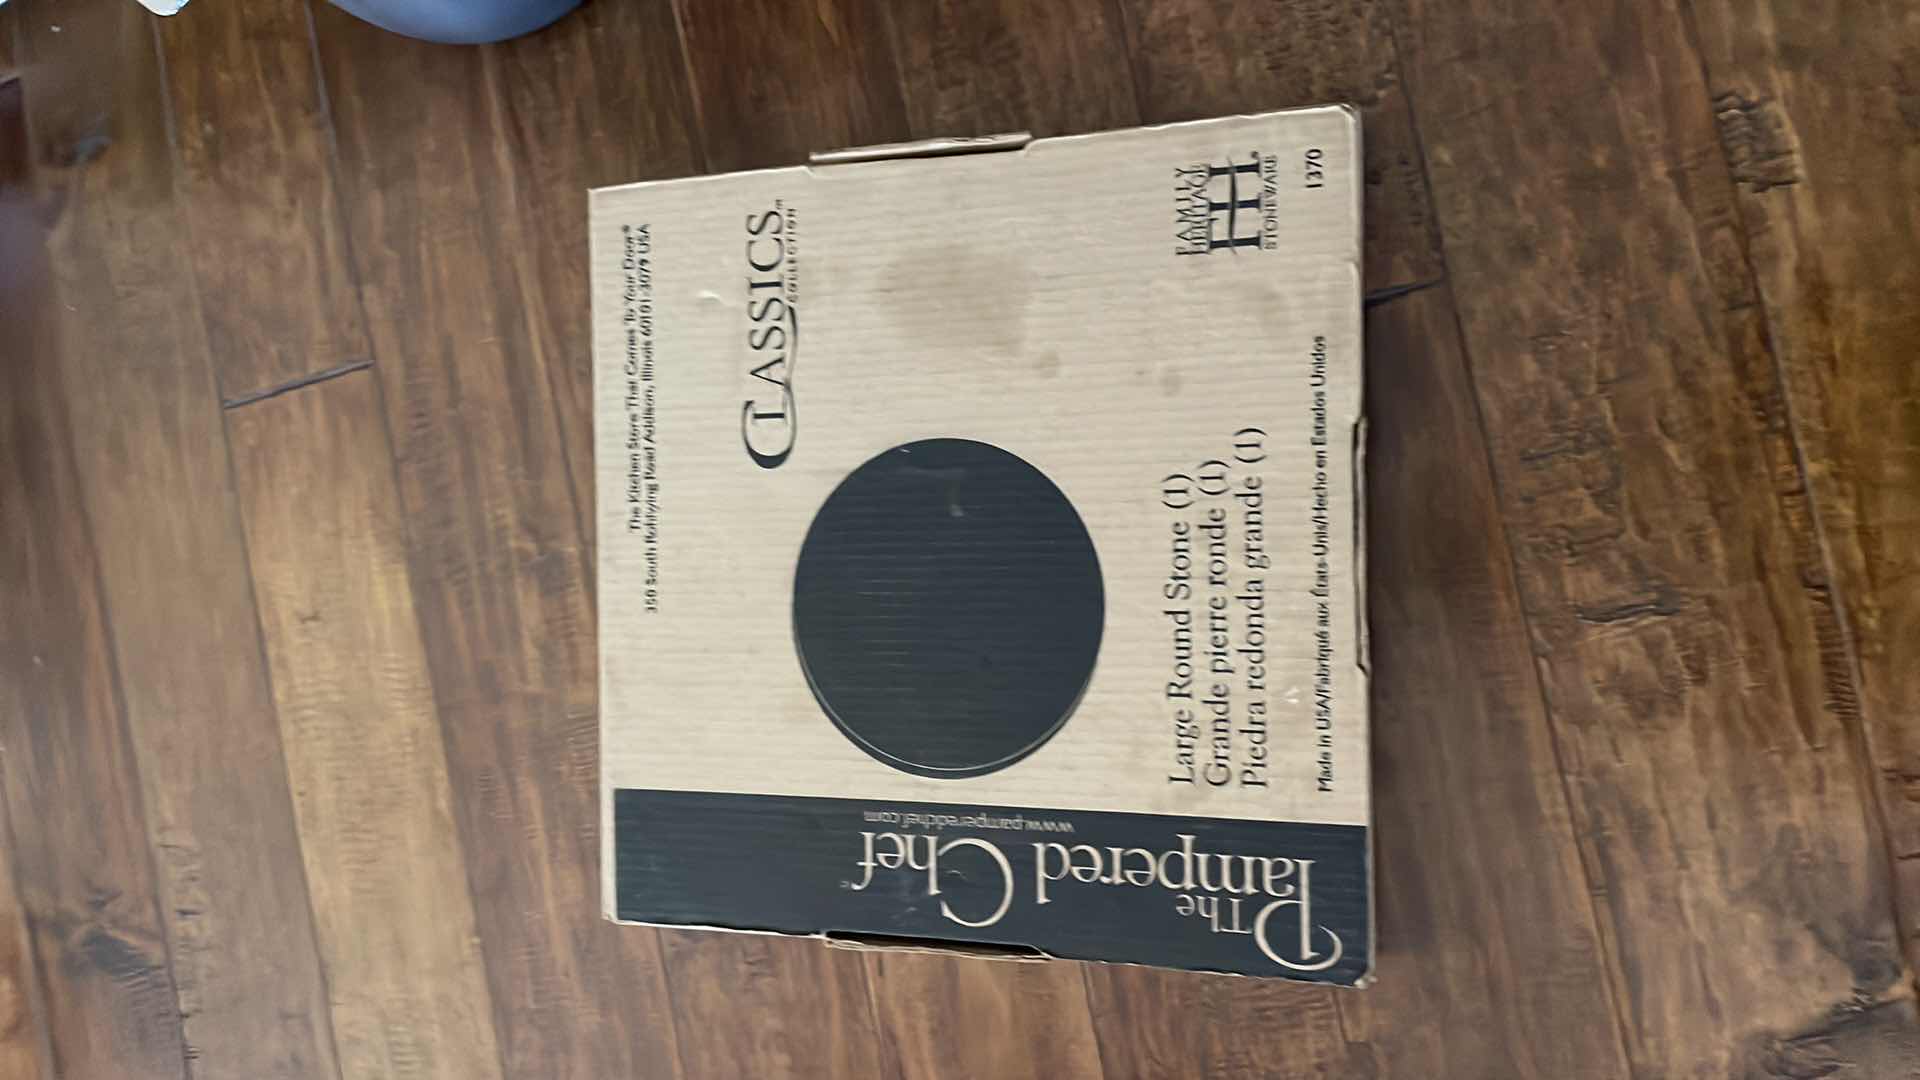 The Pampered Chef
www.pamperedchef.com
The Kitchen Store That Comes To Your Door®
350 South Rohlwing Road Addison, Illinois 60101-3079 USA
CLASSICS
COLLECTION
Large Round Stone (1)
Grande pierre ronde (1)
Piedra redonda grande (1)
Made in USA/Fabriqué aux États-Unis/Hecho en Estados Unidos
FAMILY
HERITAGE
FH®
STONEWARE
1370